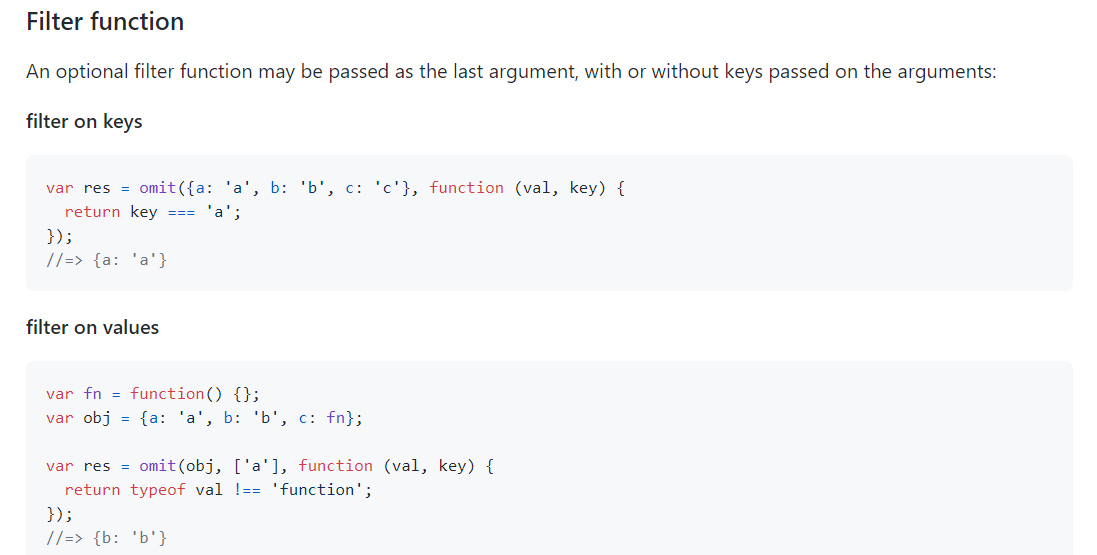 Filter function
An optional filter function may be passed as the last argument, with or without keys passed on the arguments:
filter on keys
var res = omit({a: 'a', b: 'b', c: 'c'}, function (val, key) {
  return key === 'a';
});
//=> {a: 'a'}
filter on values
var fn = function() {};
var obj = {a: 'a', b: 'b', c: fn};
var res = omit(obj, ['a'], function (val, key) {
  return typeof val !== 'function';
});
//=> {b: 'b'}